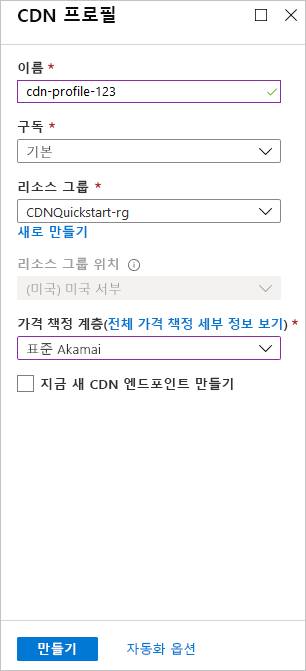 CDN 프로필
이름 *
cdn-profile-123
구독 *
기본
리소스 그룹 *
CDNQuickstart-rg
새로 만들기
리소스 그룹 위치
(미국) 미국 서부
가격 책정 계층(전체 가격 책정 세부 정보 보기) *
표준 Akamai
지금 새 CDN 엔드포인트 만들기
만들기 자동화 옵션